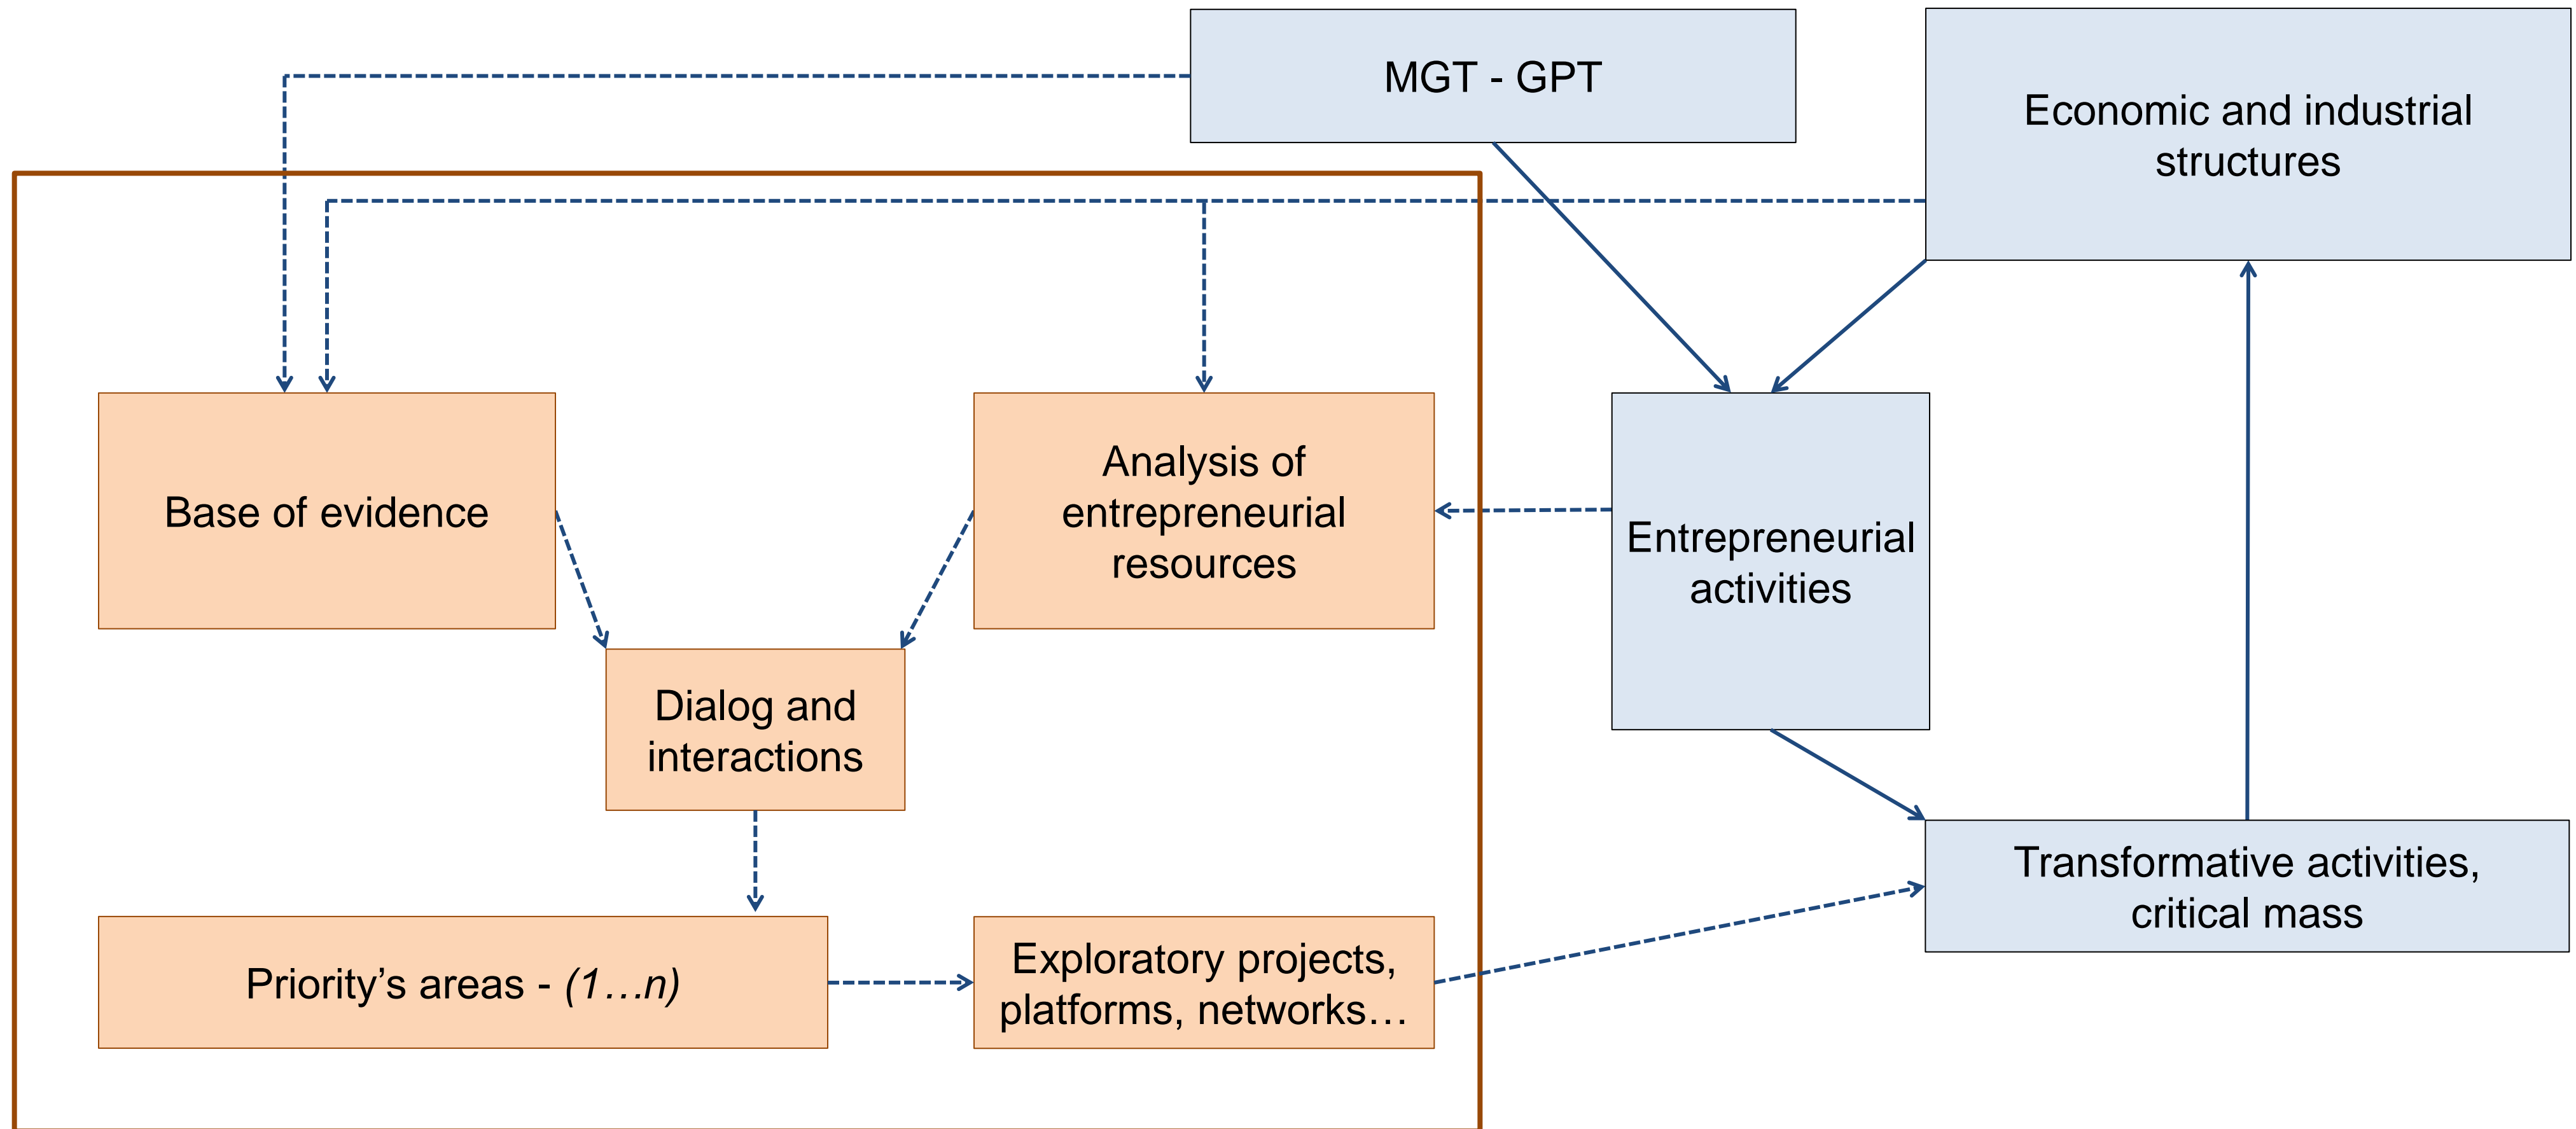 MGT - GPT
Economic and industrial
structures
Base of evidence
Analysis of
entrepreneurial
resources
Entrepreneurial
activities
Dialog and
interactions
Transformative activities,
critical mass
Priority’s areas - (1…n)
Exploratory projects,
platforms, networks…